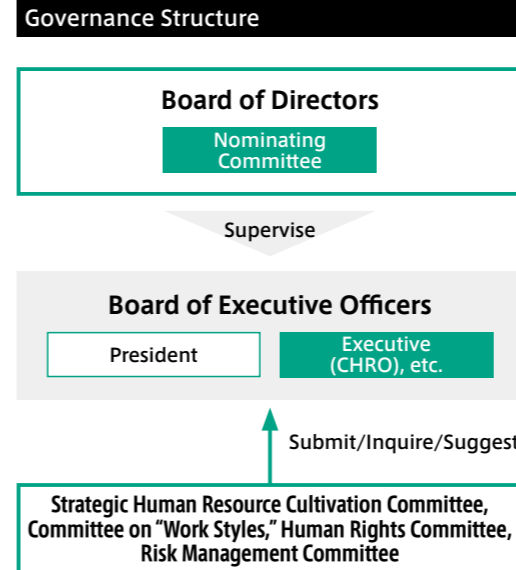 Governance Structure
Board of Directors
Nominating
Committee
Supervise
Board of Executive Officers
President
Executive
(CHRO), etc.
Submit/Inquire/Suggest
Strategic Human Resource Cultivation Committee,
Committee on “Work Styles,” Human Rights Committee,
Risk Management Committee